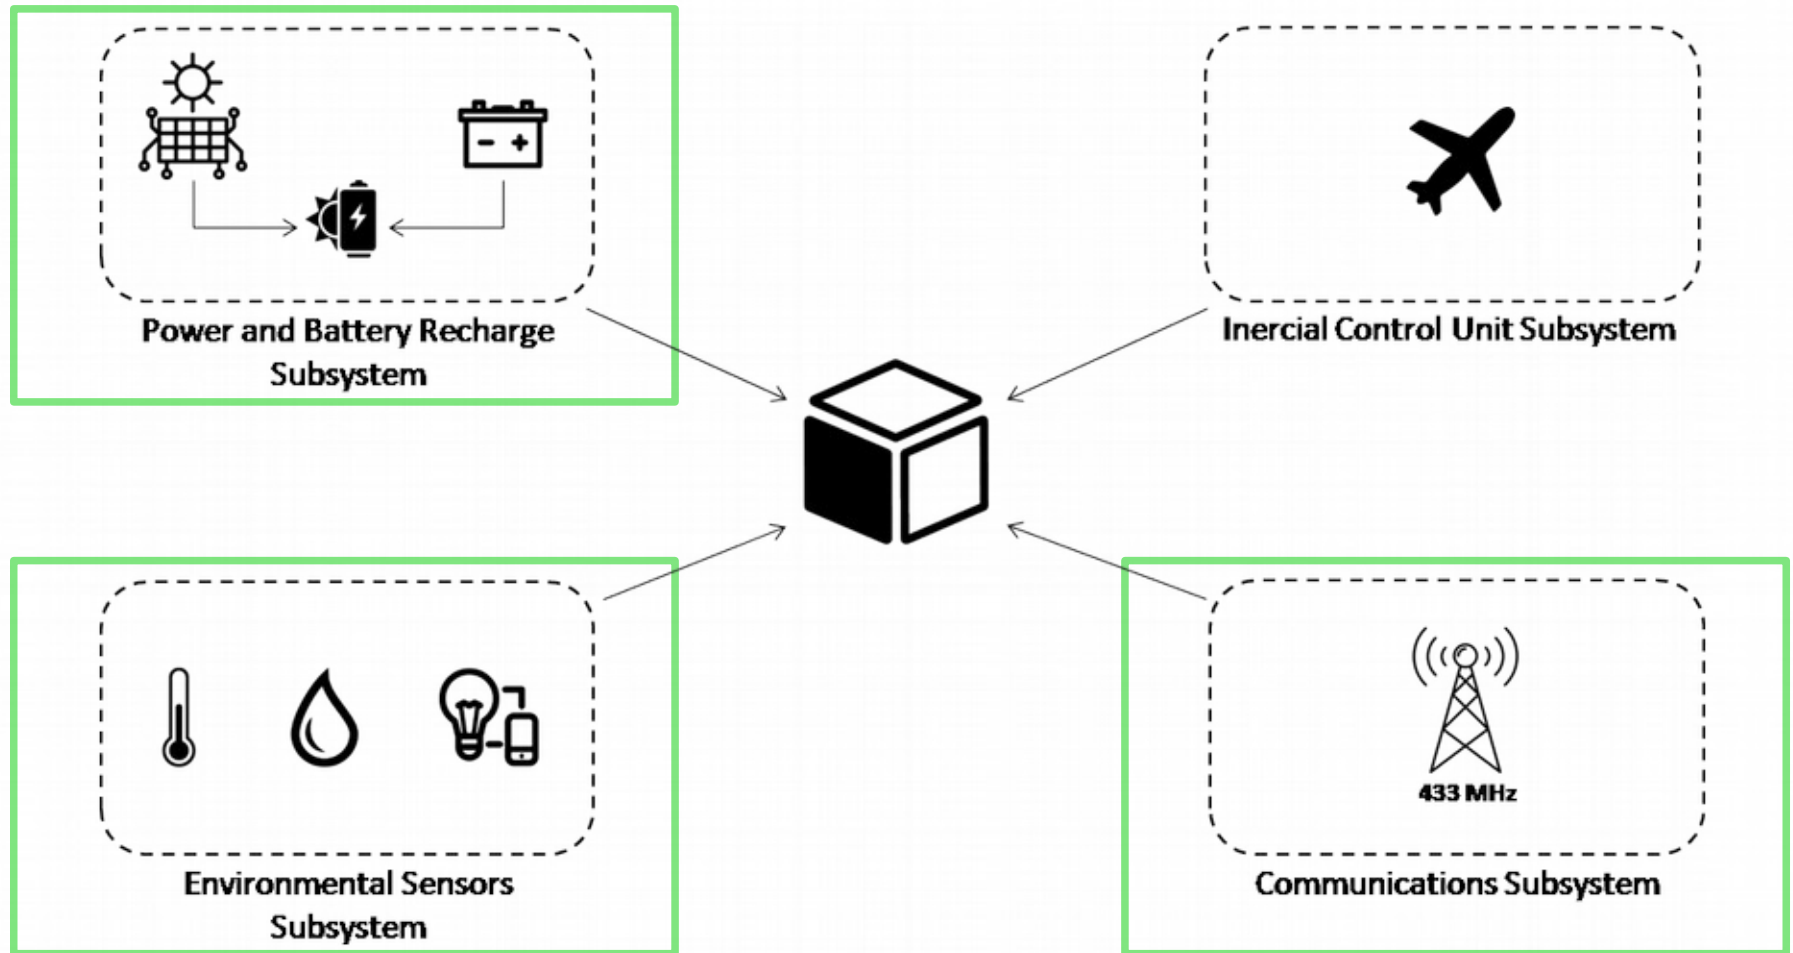 Power and Battery Recharge
Subsystem
Inercial Control Unit Subsystem
Environmental Sensors
Subsystem
433 MHz
Communications Subsystem